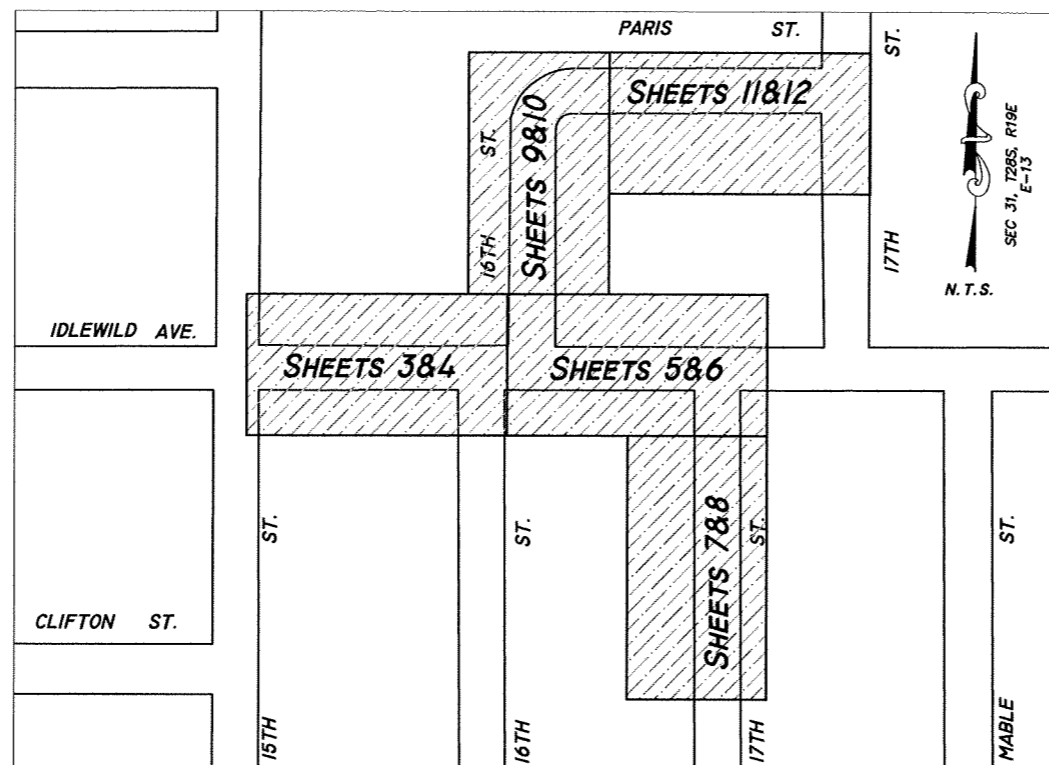 PARIS ST.
ST.
SHEETS 11&12
SHEETS 9&10
16TH ST.
17TH
SEC 31, T28S, R19E
E-13
N.T.S.
IDLEWILD AVE.
SHEETS 3&4
SHEETS 5&6
SHEETS 7&8
15TH ST.
16TH ST.
17TH ST.
MABLE ST.
CLIFTON ST.